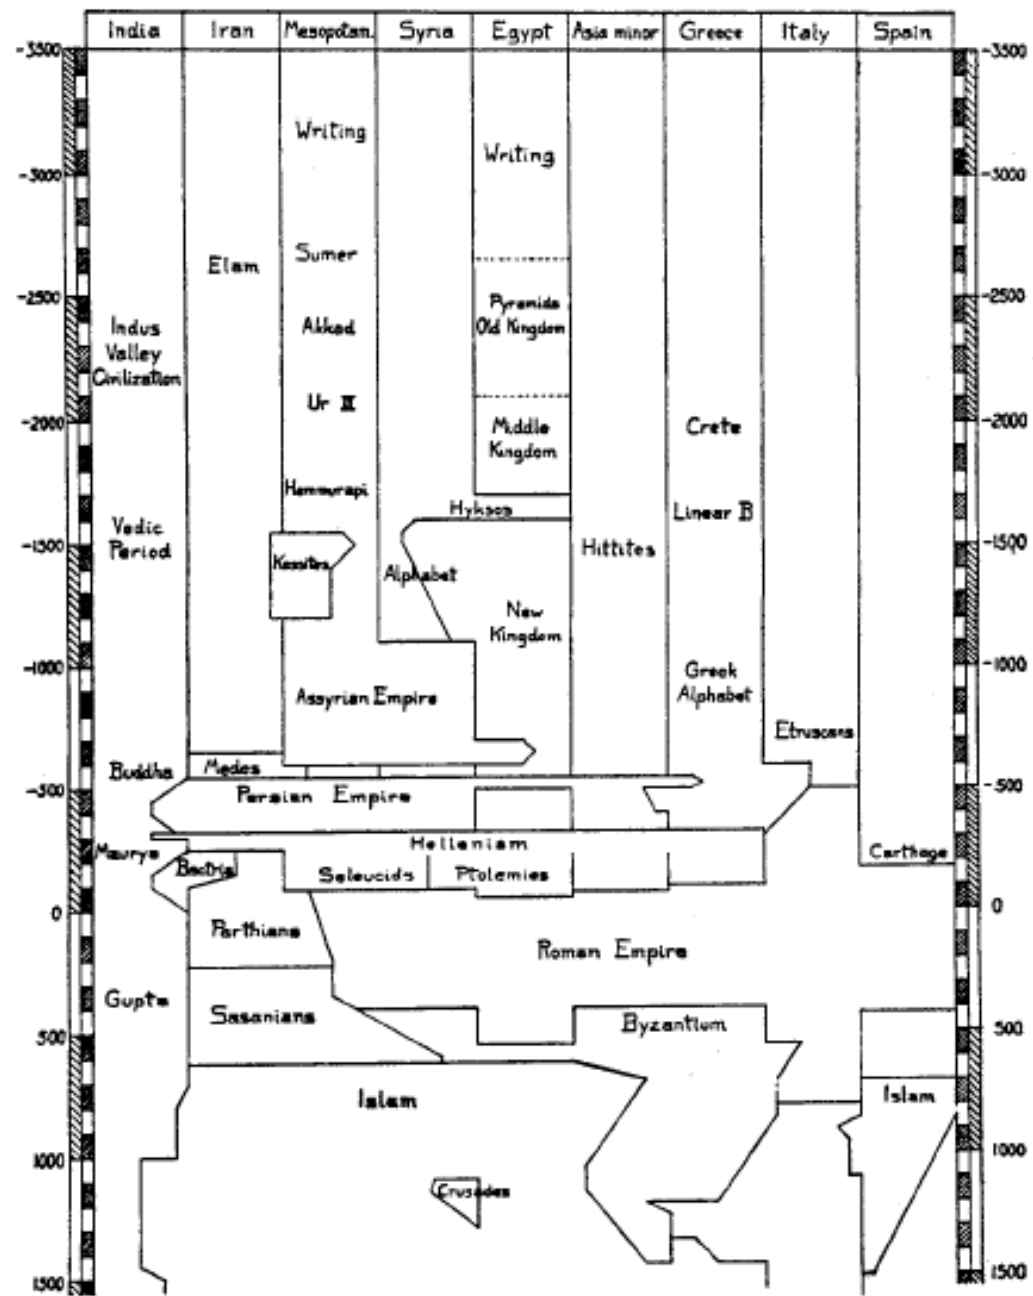 India Iran Mesopotam. Syria Egypt Asia minor Greece Italy Spain
-3500 -3500
Writing
Writing
-3000 -3000
Sumer
Elam
-2500 -2500
Pyramids
Old Kingdom
Indus
Valley
Civilization
Akkad
Ur III
-2000 -2000
Middle
Kingdom
Crete
Hammurapi
Hyksos
Linear B
Vedic
Period
-1500 -1500
Hittites
Kassites
Alphabet
New
Kingdom
-1000 -1000
Greek
Alphabet
Assyrian Empire
Etruscans
Buddha
Medes
-500 -500
Persian Empire
Hellenism
Maurya
Carthage
Bactria
Seleucids
Ptolemies
0 0
Parthians
Roman Empire
Gupta
Sasanians
Byzantium
500 500
Islam
Islam
1000 1000
Crusades
1500 1500